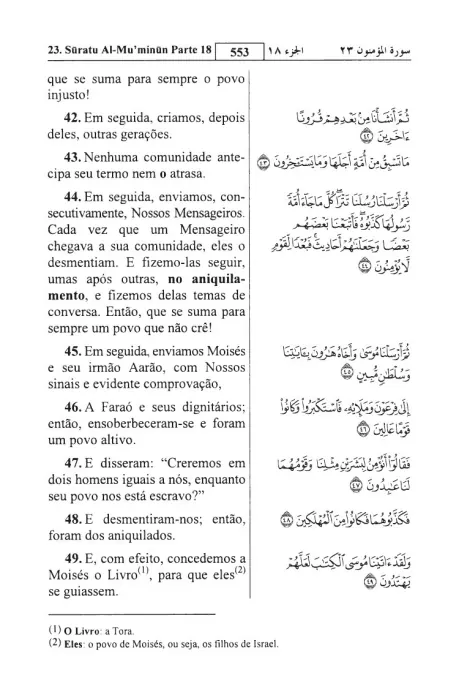 23. Sūratu Al-Mu'minūn Parte 18 553 الجزء ١٨ سورة المؤمنون ٢٣
que se suma para sempre o povo
injusto!
42. Em seguida, criamos, depois
deles, outras gerações.
43. Nenhuma comunidade ante-
cipa seu termo nem o atrasa.
44. Em seguida, enviamos, con-
secutivamente, Nossos Mensageiros.
Cada vez que um Mensageiro
chegava a sua comunidade, eles o
desmentiam. E fizemo-las seguir,
umas após outras, no aniquila-
mento, e fizemos delas temas de
conversa. Então, que se suma para
sempre um povo que não crê!
45. Em seguida, enviamos Moisés
e seu irmão Aarão, com Nossos
sinais e evidente comprovação,
46. A Faraó e seus dignitários;
então, ensoberbeceram-se e foram
um povo altivo.
47. E disseram: "Creremos em
dois homens iguais a nós, enquanto
seu povo nos está escravo?"
48. E desmentiram-nos; então,
foram dos aniquilados.
49. E, com efeito, concedemos a
Moisés o Livro(1), para que eles(2)
se guiassem.
ثُمَّ أَنشَأْنَا مِنۢ بَعْدِهِمْ قُرُونًا
ءَاخَرِينَ ٤٢
مَا تَسْبِقُ مِنْ أُمَّةٍ أَجَلَهَا وَمَا يَسْتَـْٔخِرُونَ ٤٣
ثُمَّ أَرْسَلْنَا رُسُلَنَا تَتْرَا كُلَّ مَا جَآءَ أُمَّةً
رَّسُولُهَا كَذَّبُوهُ فَأَتْبَعْنَا بَعْضَهُم
بَعْضًا وَجَعَلْنَٰهُمْ أَحَادِيثَ فَبُعْدًا لِّقَوْمٍ
لَّا يُؤْمِنُونَ ٤٤
ثُمَّ أَرْسَلْنَا مُوسَىٰ وَأَخَاهُ هَٰرُونَ بِـَٔايَٰتِنَا
وَسُلْطَٰنٍ مُّبِينٍ ٤٥
إِلَىٰ فِرْعَوْنَ وَمَلَإِيْهِۦ فَٱسْتَكْبَرُوا۟ وَكَانُوا۟
قَوْمًا عَالِينَ ٤٦
فَقَالُوٓا۟ أَنُؤْمِنُ لِبَشَرَيْنِ مِثْلِنَا وَقَوْمُهُمَا
لَنَا عَٰبِدُونَ ٤٧
فَكَذَّبُوهُمَا فَكَانُوا۟ مِنَ ٱلْمُهْلَكِينَ ٤٨
وَلَقَدْ ءَاتَيْنَا مُوسَى ٱلْكِتَٰبَ لَعَلَّهُمْ
يَهْتَدُونَ ٤٩
(1) O Livro: a Tora.
(2) Eles: o povo de Moisés, ou seja, os filhos de Israel.